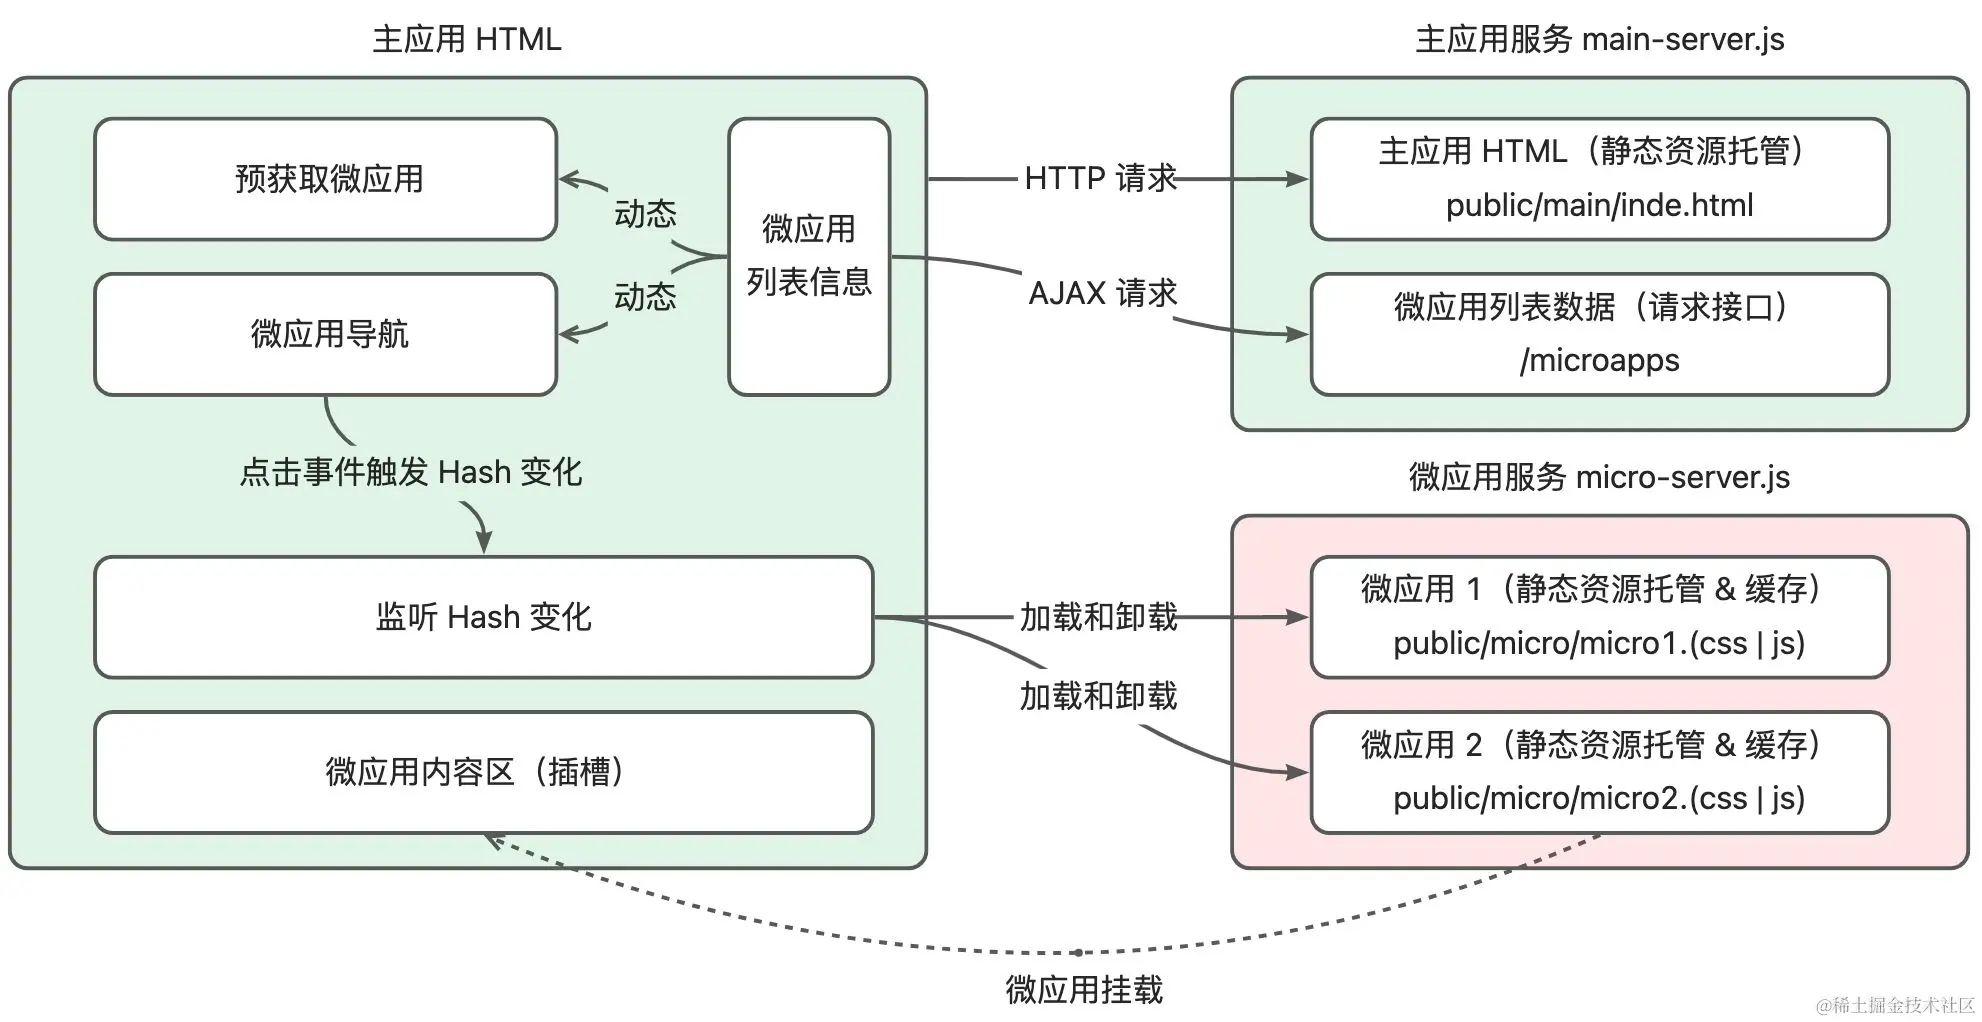 主应用 HTML
预获取微应用
微应用导航
动态
动态
微应用
列表信息
点击事件触发 Hash 变化
监听 Hash 变化
微应用内容区（插槽）
HTTP 请求
AJAX 请求
加载和卸载
加载和卸载
主应用服务 main-server.js
主应用 HTML（静态资源托管）
public/main/inde.html
微应用列表数据（请求接口）
/microapps
微应用服务 micro-server.js
微应用 1（静态资源托管 & 缓存）
public/micro/micro1.(css | js)
微应用 2（静态资源托管 & 缓存）
public/micro/micro2.(css | js)
微应用挂载
@稀土掘金技术社区